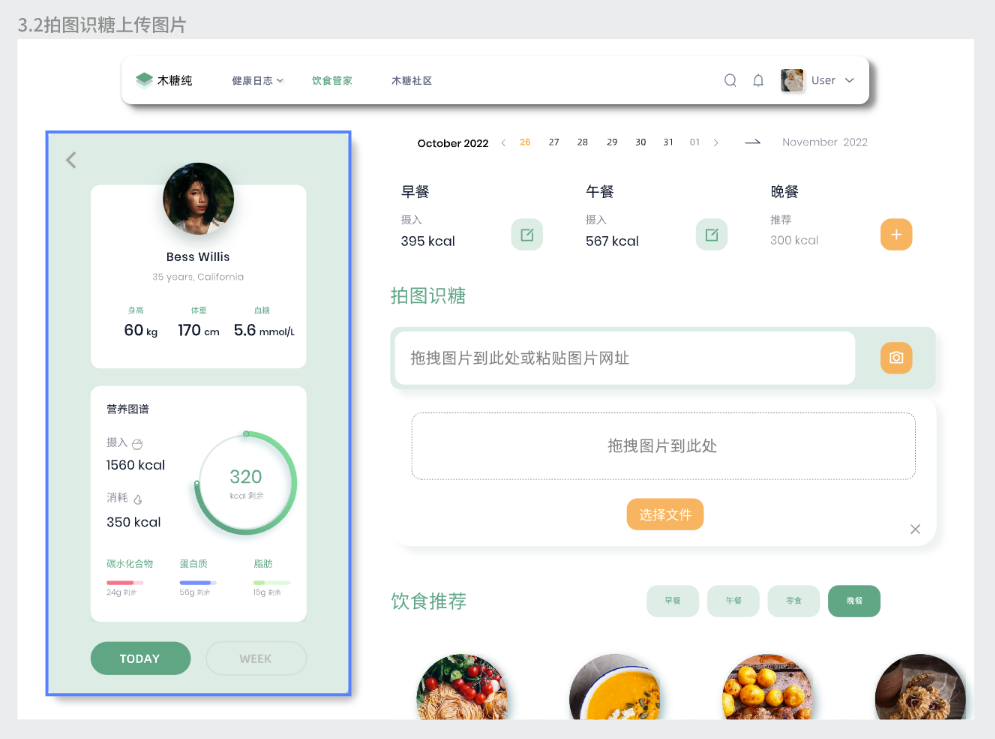 3.2拍图识糖上传图片
木糖纯 健康日志 饮食管家 木糖社区 User
October 2022 < 26 27 28 29 30 31 01 > November 2022
Bess Willis
35 years, California
身高 体重 血糖
60 kg 170 cm 5.6 mmol/L
营养图谱
摄入
1560 kcal
消耗
350 kcal
320
kcal 剩余
碳水化合物 蛋白质 脂肪
24g 剩余 56g 剩余 15g 剩余
TODAY WEEK
早餐 午餐 晚餐
摄入 摄入 推荐
395 kcal 567 kcal 300 kcal
拍图识糖
拖拽图片到此处或粘贴图片网址
拖拽图片到此处
选择文件
饮食推荐 早餐 午餐 零食 晚餐